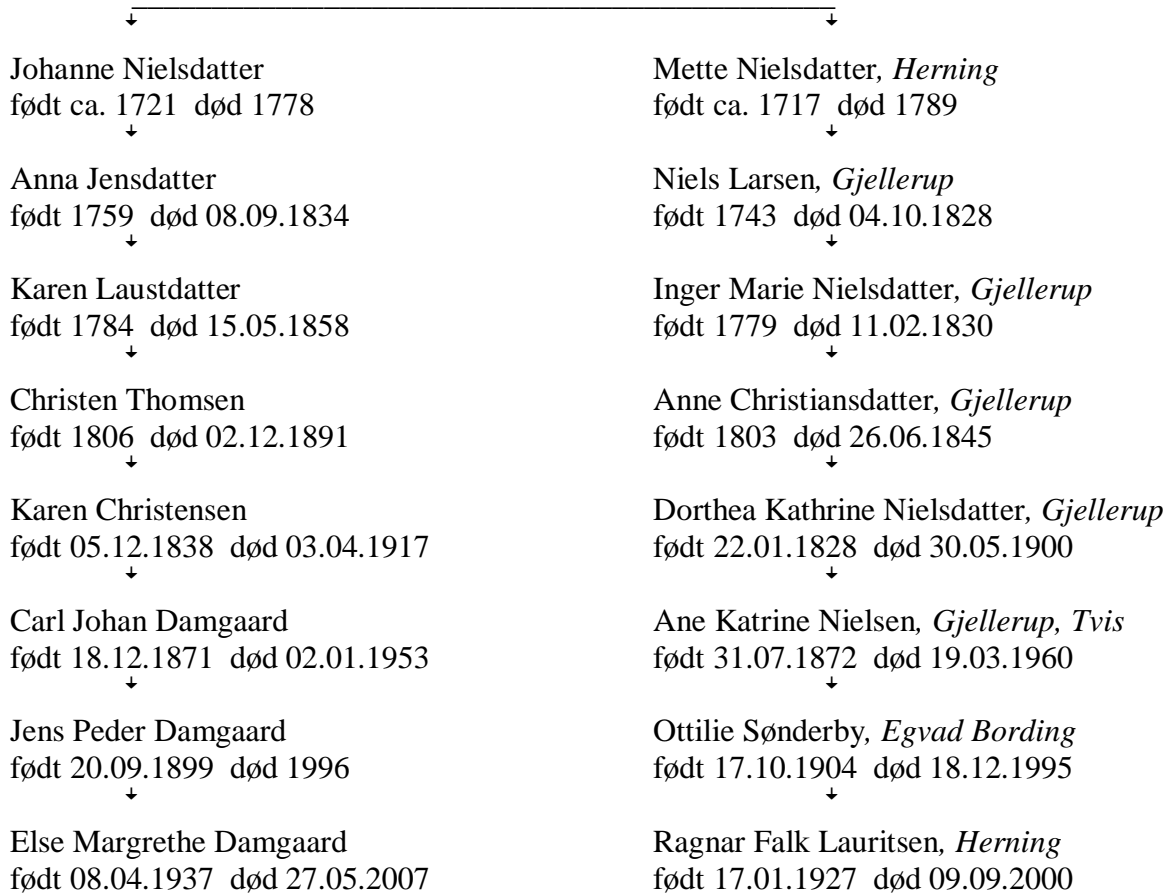 Johanne Nielsdatter
født ca. 1721 død 1778
Mette Nielsdatter, Herning
født ca. 1717 død 1789
Anna Jensdatter
født 1759 død 08.09.1834
Niels Larsen, Gjellerup
født 1743 død 04.10.1828
Karen Laustdatter
født 1784 død 15.05.1858
Inger Marie Nielsdatter, Gjellerup
født 1779 død 11.02.1830
Christen Thomsen
født 1806 død 02.12.1891
Anne Christiansdatter, Gjellerup
født 1803 død 26.06.1845
Karen Christensen
født 05.12.1838 død 03.04.1917
Dorthea Kathrine Nielsdatter, Gjellerup
født 22.01.1828 død 30.05.1900
Carl Johan Damgaard
født 18.12.1871 død 02.01.1953
Ane Katrine Nielsen, Gjellerup, Tvis
født 31.07.1872 død 19.03.1960
Jens Peder Damgaard
født 20.09.1899 død 1996
Ottilie Sønderby, Egvad Bording
født 17.10.1904 død 18.12.1995
Else Margrethe Damgaard
født 08.04.1937 død 27.05.2007
Ragnar Falk Lauritsen, Herning
født 17.01.1927 død 09.09.2000